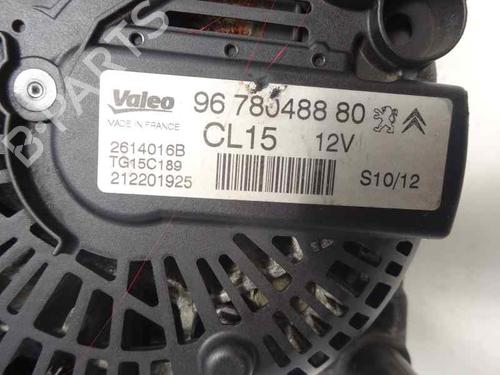 Valeo 96 780488 80
MADE IN FRANCE CL15 12V
2614016B
TG15C189
212201925 S10/12
B-PARTS